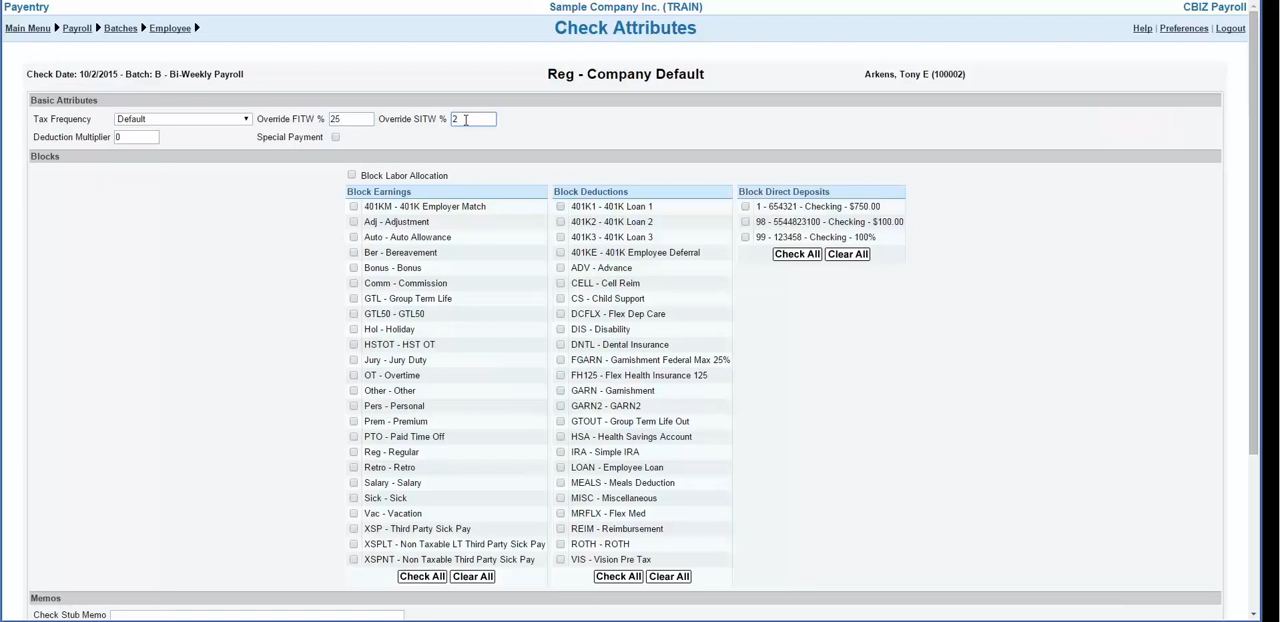 Payentry
Sample Company Inc. (TRAIN)
CBIZ Payroll
Main Menu Payroll Batches Employee
Check Attributes
Help | Preferences | Logout
Check Date: 10/2/2015 - Batch: B - Bi-Weekly Payroll
Reg - Company Default
Arkens, Tony E (100002)
Basic Attributes
Tax Frequency Default Override FITW % 25 Override SITW % 2
Deduction Multiplier 0 Special Payment
Blocks
Block Labor Allocation
Block Earnings
401KM - 401K Employer Match
Adj - Adjustment
Auto - Auto Allowance
Ber - Bereavement
Bonus - Bonus
Comm - Commission
GTL - Group Term Life
GTL50 - GTL50
Hol - Holiday
HSTOT - HST OT
Jury - Jury Duty
OT - Overtime
Other - Other
Pers - Personal
Prem - Premium
PTO - Paid Time Off
Reg - Regular
Retro - Retro
Salary - Salary
Sick - Sick
Vac - Vacation
XSP - Third Party Sick Pay
XSPLT - Non Taxable LT Third Party Sick Pay
XSPNT - Non Taxable Third Party Sick Pay
Check All Clear All
Block Deductions
401K1 - 401K Loan 1
401K2 - 401K Loan 2
401K3 - 401K Loan 3
401KE - 401K Employee Deferral
ADV - Advance
CELL - Cell Reim
CS - Child Support
DCFLX - Flex Dep Care
DIS - Disability
DNTL - Dental Insurance
FGARN - Garnishment Federal Max 25%
FH125 - Flex Health Insurance 125
GARN - Garnishment
GARN2 - GARN2
GTOUT - Group Term Life Out
HSA - Health Savings Account
IRA - Simple IRA
LOAN - Employee Loan
MEALS - Meals Deduction
MISC - Miscellaneous
MRFLX - Flex Med
REIM - Reimbursement
ROTH - ROTH
VIS - Vision Pre Tax
Check All Clear All
Block Direct Deposits
1 - 654321 - Checking - $750.00
98 - 5544823100 - Checking - $100.00
99 - 123458 - Checking - 100%
Check All Clear All
Memos
Check Stub Memo